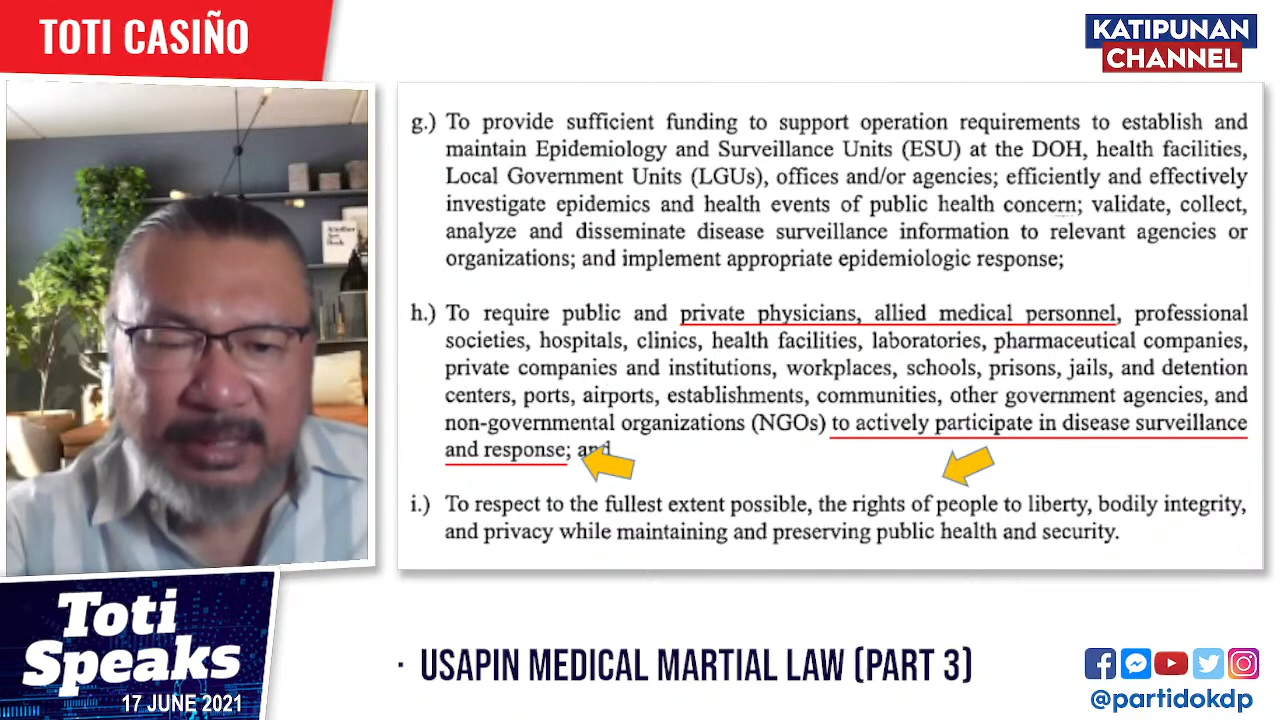 TOTI CASIÑO
KATIPUNAN
CHANNEL
g.) To provide sufficient funding to support operation requirements to establish and
maintain Epidemiology and Surveillance Units (ESU) at the DOH, health facilities,
Local Government Units (LGUs), offices and/or agencies; efficiently and effectively
investigate epidemics and health events of public health concern; validate, collect,
analyze and disseminate disease surveillance information to relevant agencies or
organizations; and implement appropriate epidemiologic response;
h.) To require public and private physicians, allied medical personnel, professional
societies, hospitals, clinics, health facilities, laboratories, pharmaceutical companies,
private companies and institutions, workplaces, schools, prisons, jails, and detention
centers, ports, airports, establishments, communities, other government agencies, and
non-governmental organizations (NGOs) to actively participate in disease surveillance
and response; and
i.) To respect to the fullest extent possible, the rights of people to liberty, bodily integrity,
and privacy while maintaining and preserving public health and security.
Toti
Speaks
17 JUNE 2021
· USAPIN MEDICAL MARTIAL LAW (PART 3)
@partidokdp